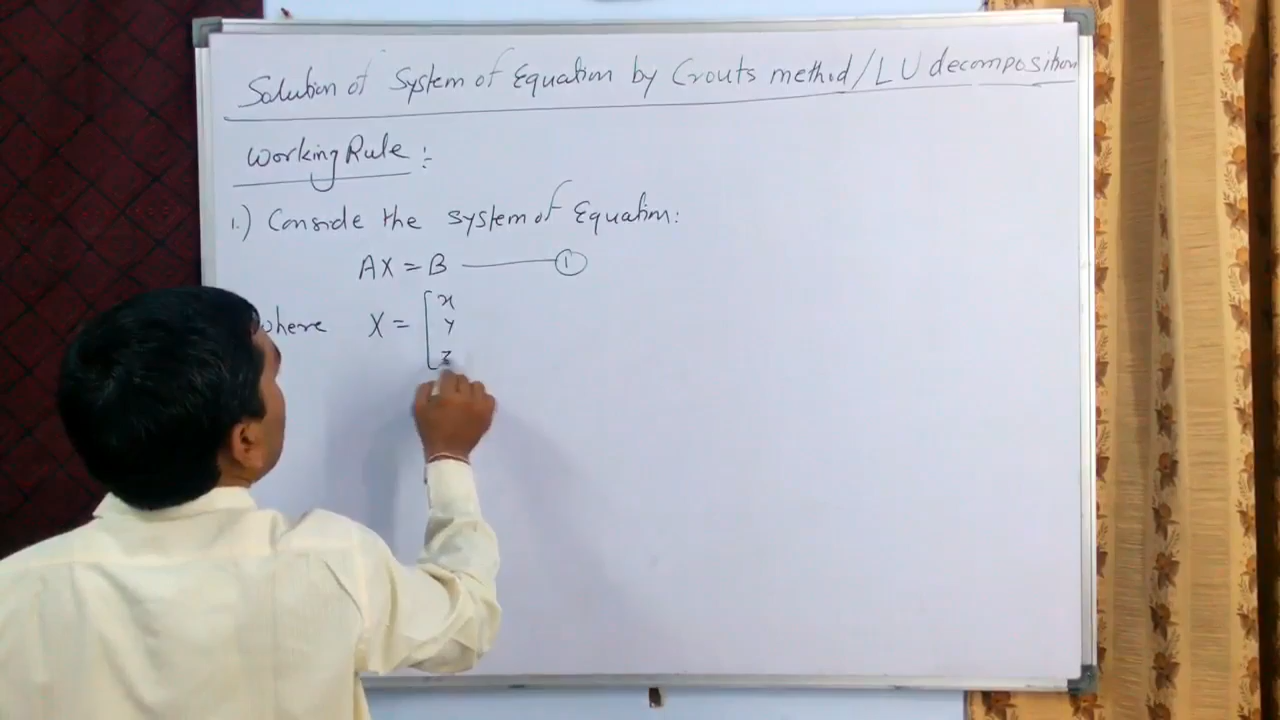 Solution of System of Equation by Crouts method/LU decomposition
Working Rule :
1.) Conside the system of Equation:
AX = B ——— ①
where X = [ x
y
z